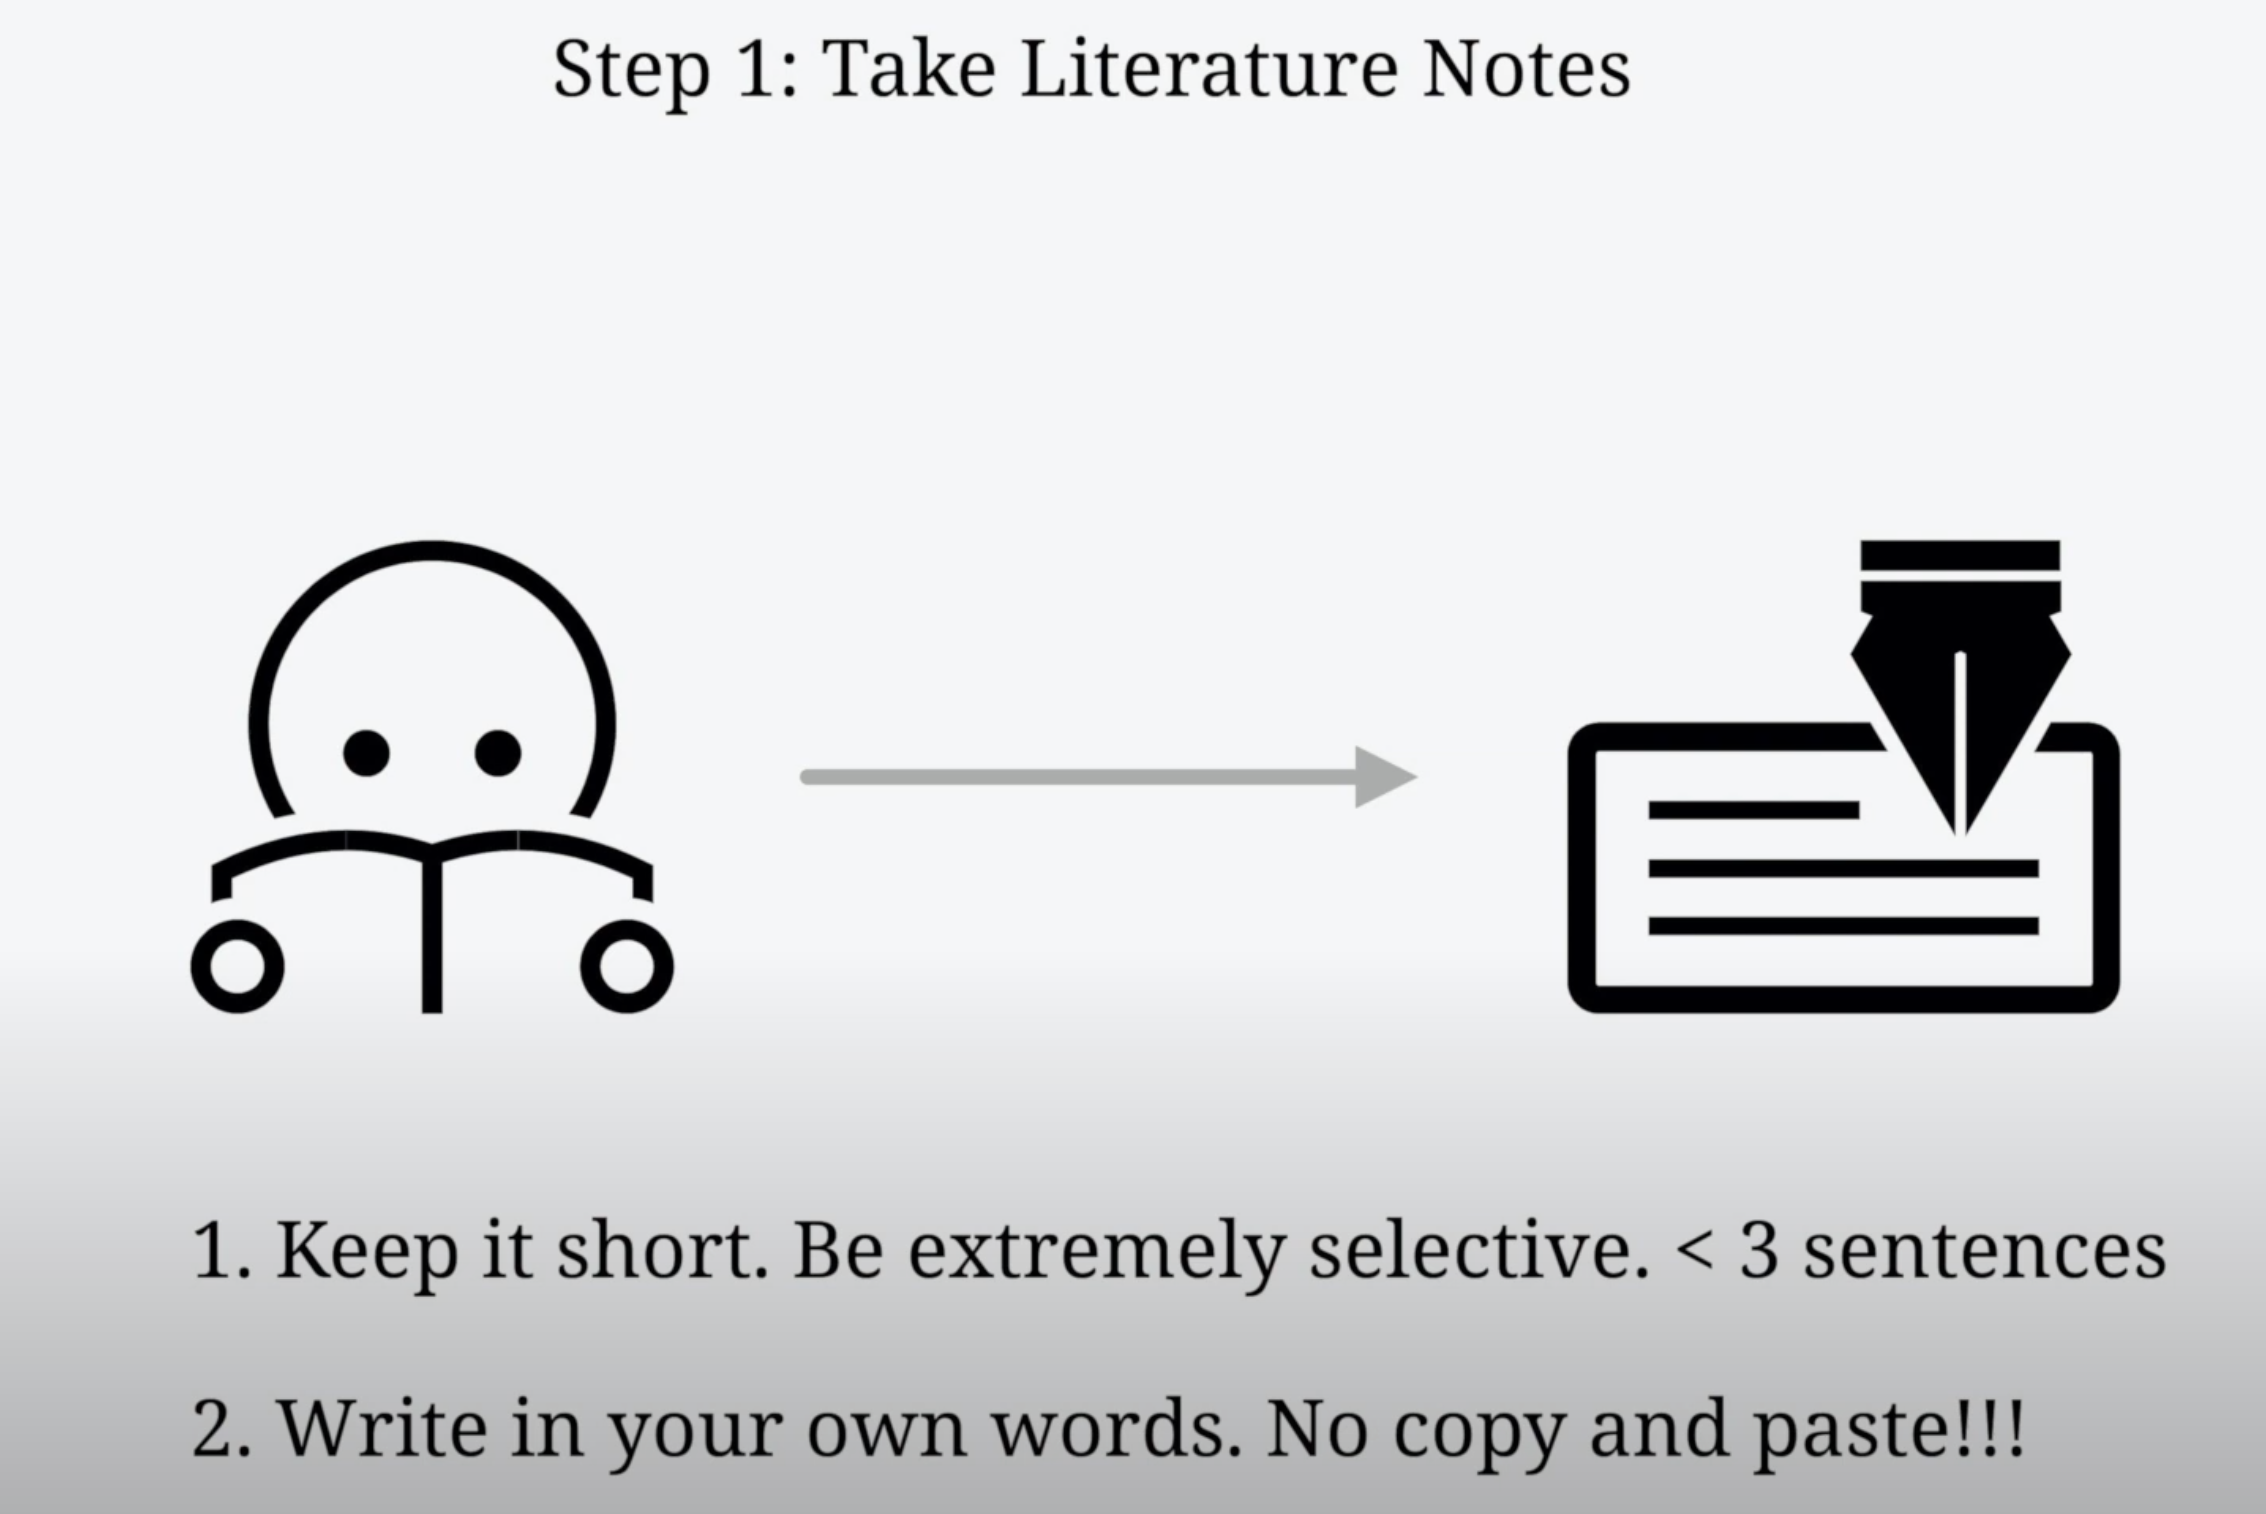 Step 1: Take Literature Notes
1. Keep it short. Be extremely selective. < 3 sentences
2. Write in your own words. No copy and paste!!!